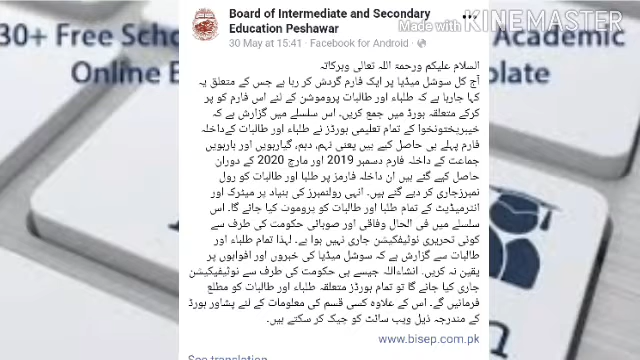 Board of Intermediate and Secondary
Education Peshawar
30 May at 15:41 · Facebook for Android ·
Made with KINEMASTER
30+ Free Scho
Academic
Online E
plate
السلام علیکم ورحمۃ اللہ تعالی وبرکاتہ
آج کل سوشل میڈیا پر ایک فارم گردش کر رہا ہے جس کے متعلق یہ
کہا جارہا ہے کہ طلباء اور طالبات پروموشن کے لئے اس فارم کو پر
کرکے متعلقہ بورڈ میں جمع کریں۔ اس سلسلے میں گزارش ہے کہ
خیبرپختونخوا کے تمام تعلیمی بورڈز نے طلباء اور طالبات کےداخلہ
فارم پہلے ہی حاصل کیے ہیں یعنی نہم، دہم، گیارہویں اور بارہویں
جماعت کے داخلہ فارم دسمبر 2019 اور مارچ 2020 کے دوران
حاصل کیے گئے ہیں ان داخلہ فارمز پر طلبا اور طالبات کو رول
نمبرزجاری کر دیے گئے ہیں۔ انہی رولنمبرز کی بنیاد پر میٹرک اور
انٹرمیڈیٹ کے تمام طلبا اور طالبات کو پروموٹ کیا جائے گا۔ اس
سلسلے میں فی الحال وفاقی اور صوبائی حکومت کی طرف سے
کوئی تحریری نوٹیفکیشن جاری نہیں ہوا ہے۔ لہذا تمام طلباء اور
طالبات سے گزارش ہے کہ سوشل میڈیا کی خبروں اور افواہوں پر
یقین نہ کریں۔ انشاءاللہ جیسے ہی حکومت کی طرف سے نوٹیفیکیشن
جاری کیا جائے گا تو تمام بورڈز متعلقہ طلباء اور طالبات کو مطلع
فرمائیں گے۔ اس کے علاوہ کسی قسم کی معلومات کے لئے پشاور بورڈ
کے مندرجہ ذیل ویب سائٹ کو چیک کر سکتے ہیں۔
www.bisep.com.pk
See translation